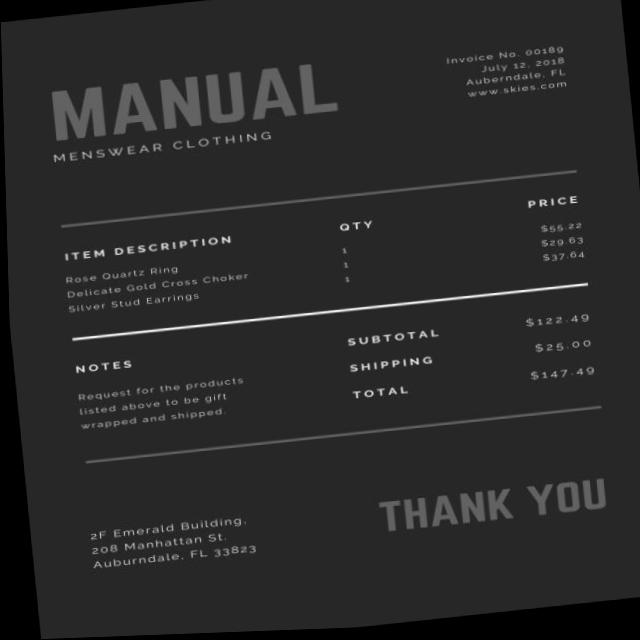 MANUAL
MENSWEAR CLOTHING
Invoice No. 00189
July 12, 2018
Auberndale, FL
www.skies.com
ITEM DESCRIPTION QTY PRICE
Rose Quartz Ring 1 $55.22
Delicate Gold Cross Choker 1 $29.63
Silver Stud Earrings 1 $37.64
NOTES
Request for the products
listed above to be gift
wrapped and shipped.
SUBTOTAL $122.49
SHIPPING $25.00
TOTAL $147.49
2F Emerald Building,
208 Manhattan St.
Auburndale, FL 33823
THANK YOU